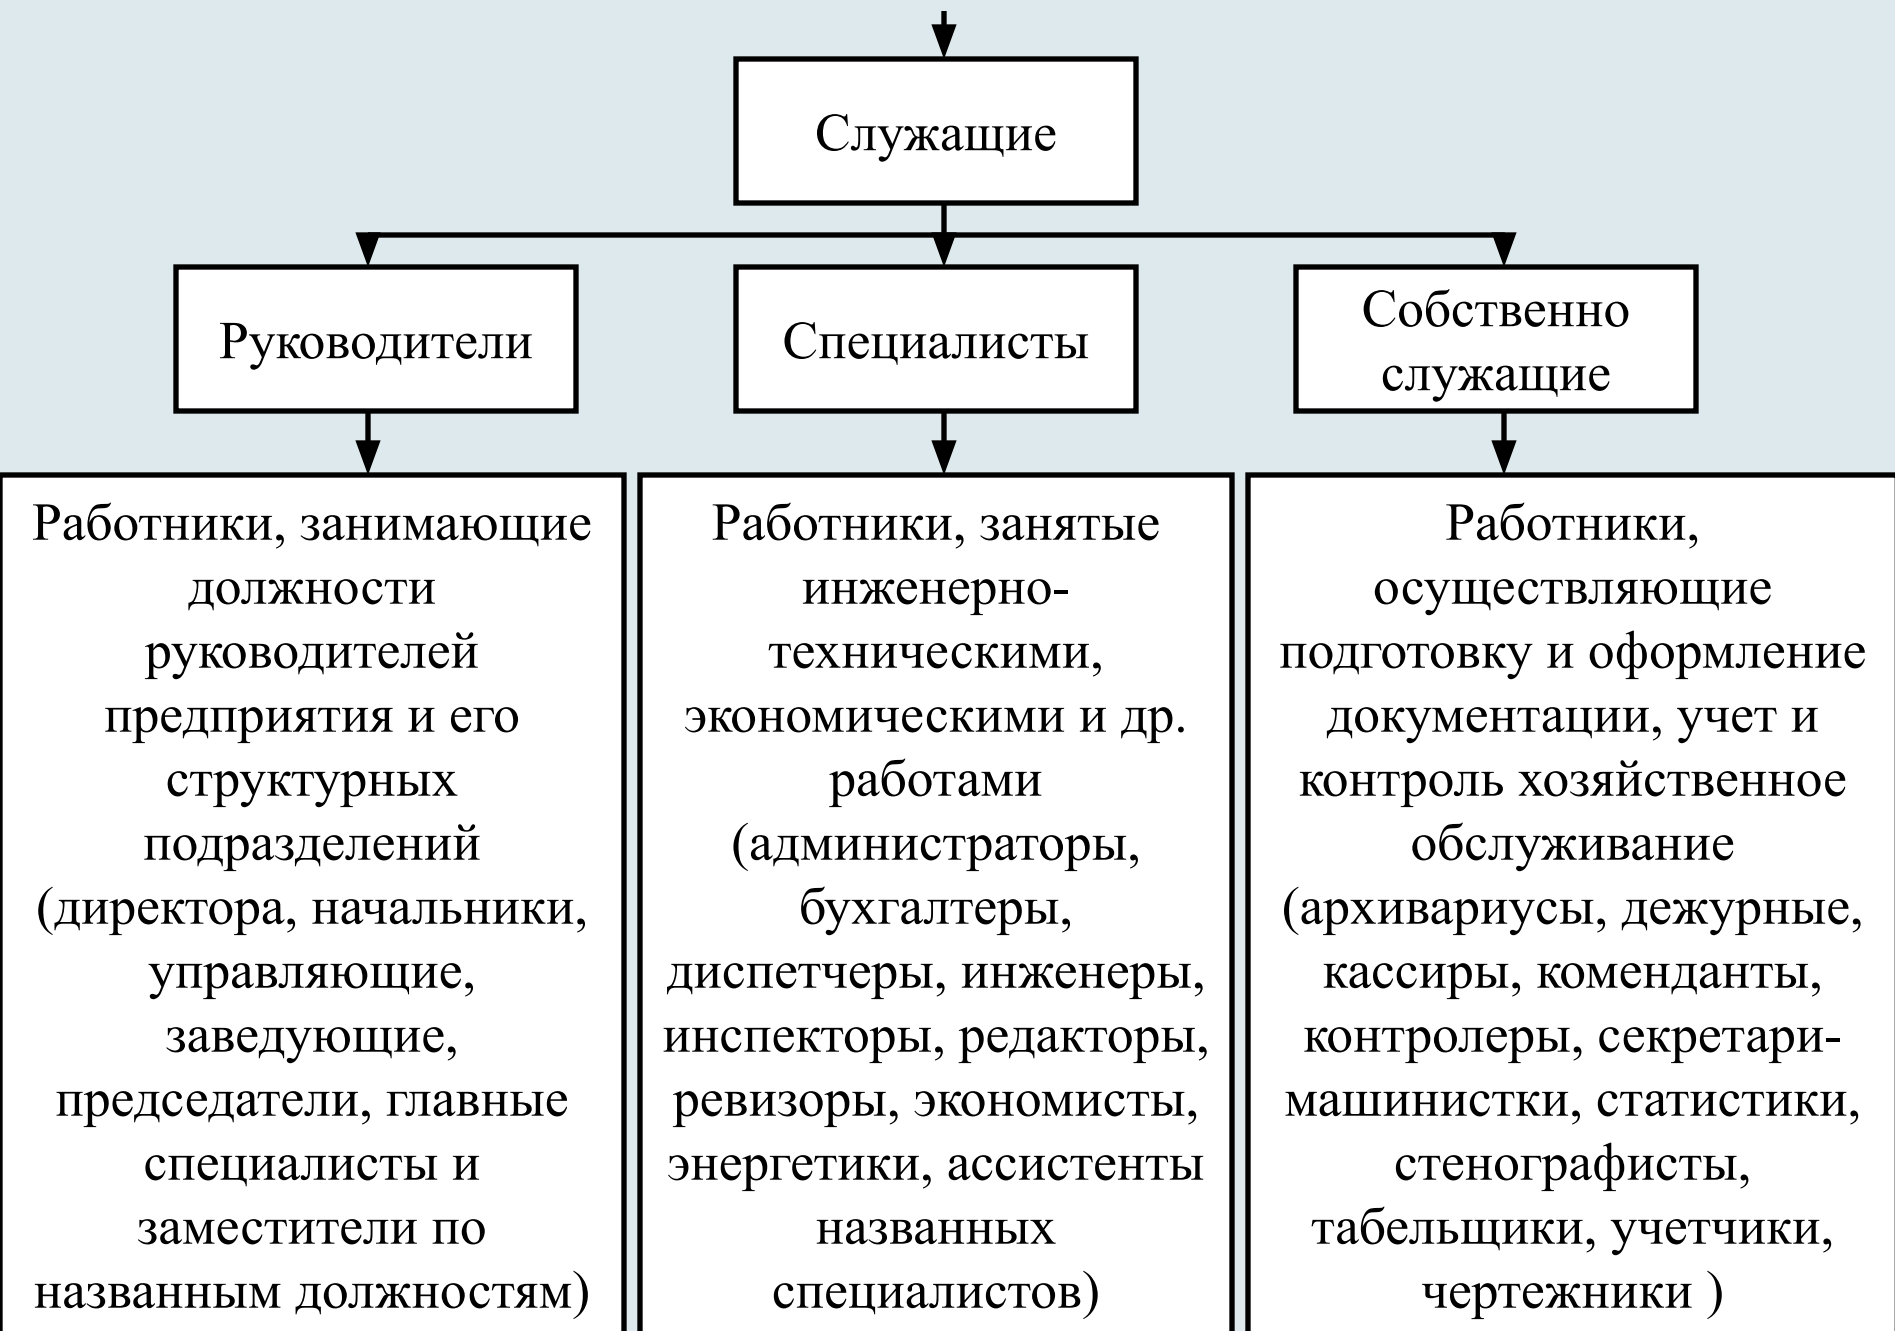 Служащие
Руководители
Специалисты
Собственно
служащие
Работники, занимающие
должности
руководителей
предприятия и его
структурных
подразделений
(директора, начальники,
управляющие,
заведующие,
председатели, главные
специалисты и
заместители по
названным должностям)
Работники, занятые
инженерно-
техническими,
экономическими и др.
работами
(администраторы,
бухгалтеры,
диспетчеры, инженеры,
инспекторы, редакторы,
ревизоры, экономисты,
энергетики, ассистенты
названных
специалистов)
Работники,
осуществляющие
подготовку и оформление
документации, учет и
контроль хозяйственное
обслуживание
(архивариусы, дежурные,
кассиры, коменданты,
контролеры, секретари-
машинистки, статистики,
стенографисты,
табельщики, учетчики,
чертежники )